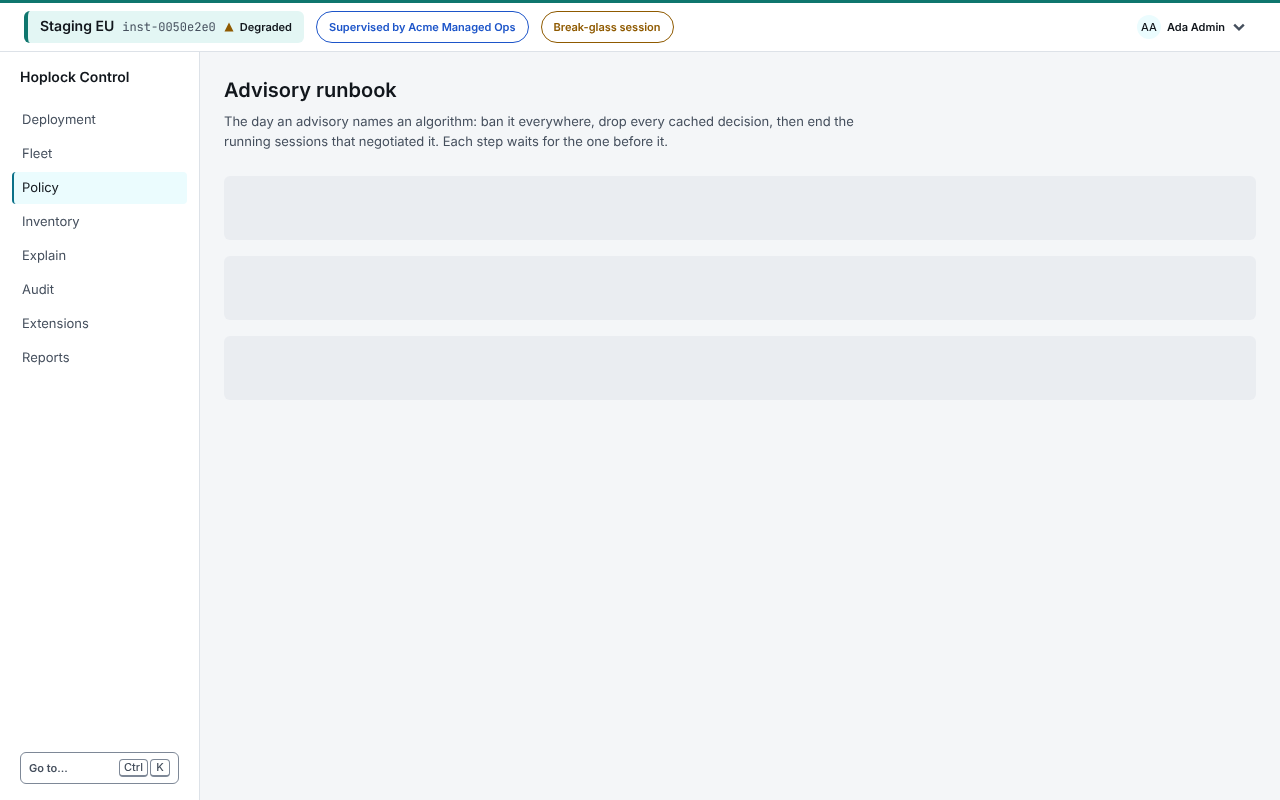 Staging EU inst-0050e2e0 Degraded
Supervised by Acme Managed Ops
Break-glass session
AA Ada Admin
Hoplock Control
Deployment
Fleet
Policy
Inventory
Explain
Audit
Extensions
Reports
Go to... Ctrl K
Advisory runbook
The day an advisory names an algorithm: ban it everywhere, drop every cached decision, then end the
running sessions that negotiated it. Each step waits for the one before it.